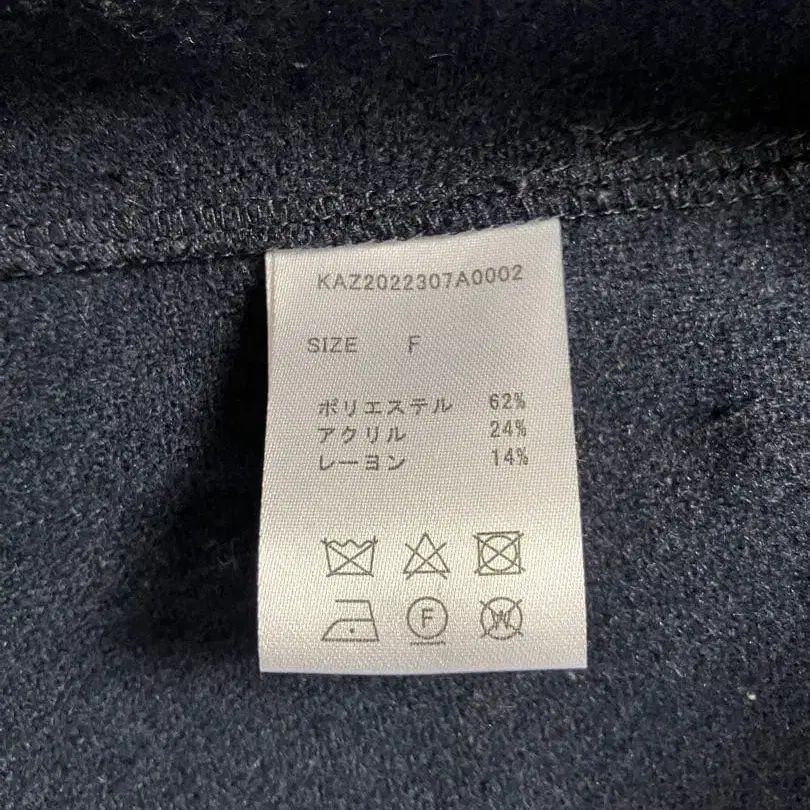 KAZ2022307A0002
SIZE F
ポリエステル 62%
アクリル 24%
レーヨン 14%
F W